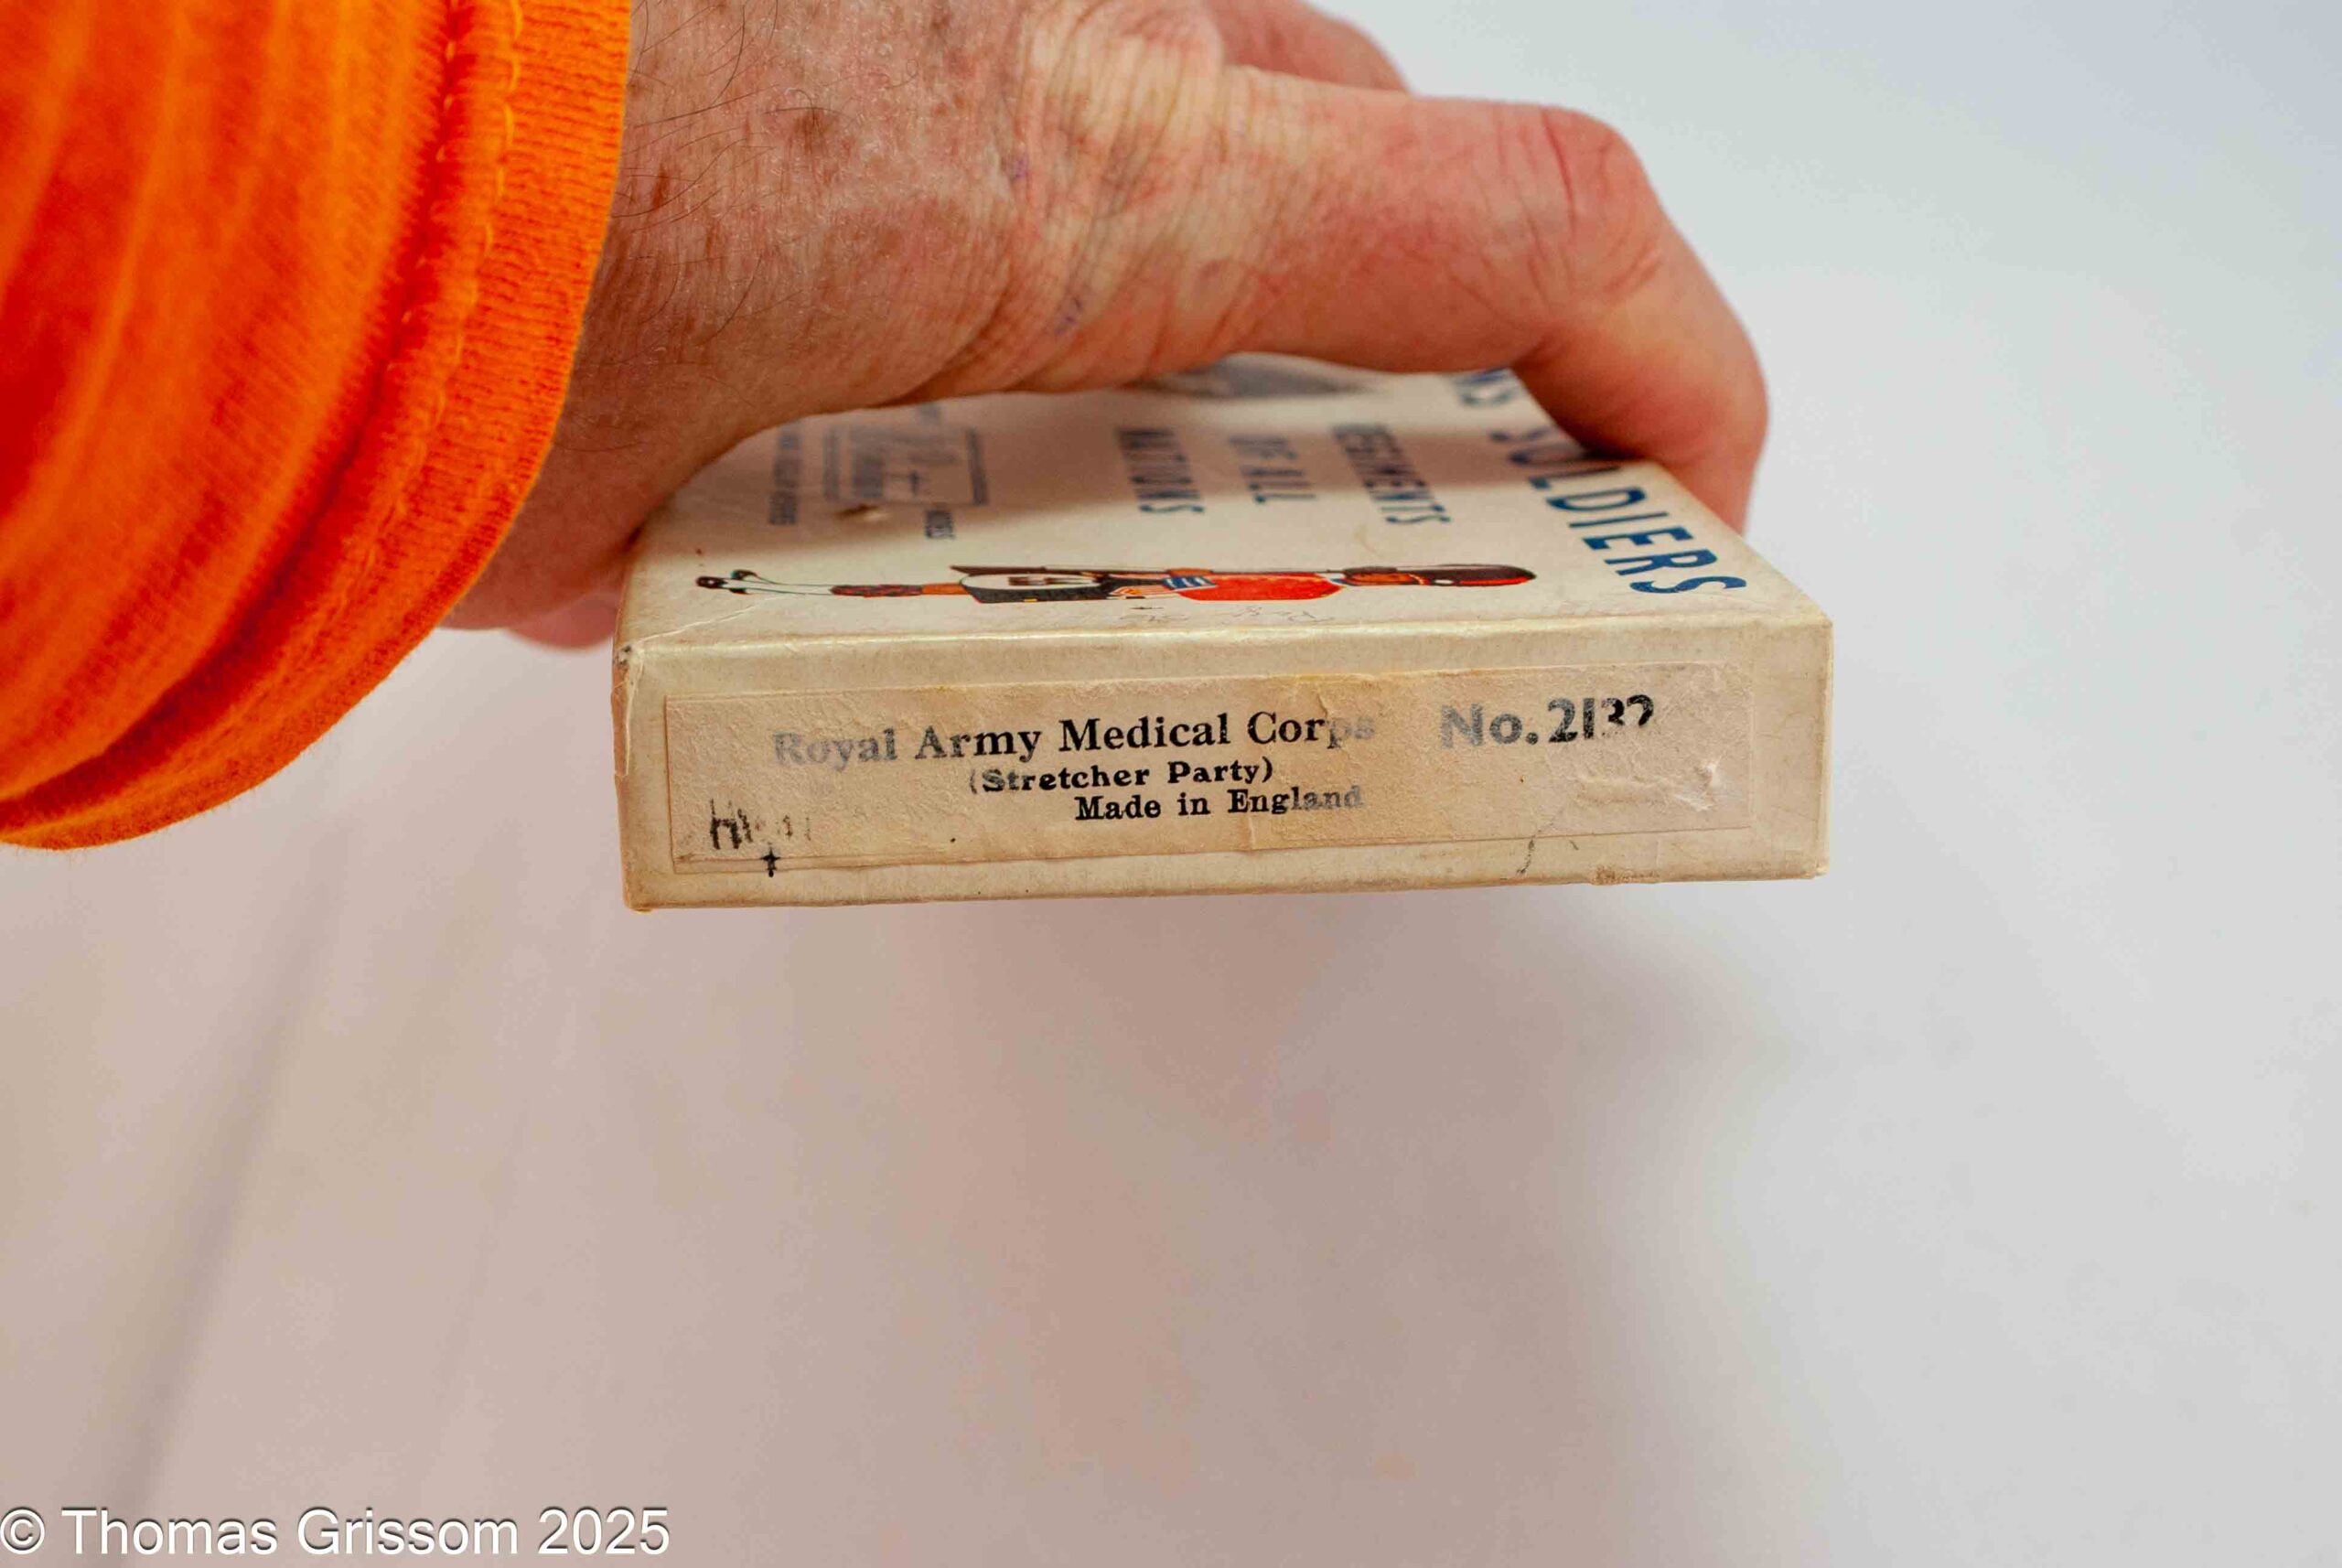 SOLDIERS
REGIMENTS
OF ALL
NATIONS
Royal Army Medical Corps No. 2132
(Stretcher Party)
Made in England
© Thomas Grissom 2025